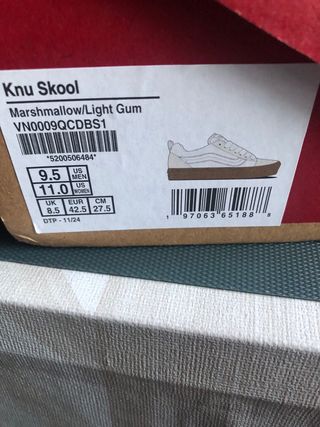 Knu Skool
Marshmallow/Light Gum
VN0009QCDBS1
*5200506484*
9.5 US MEN
11.0 US WOMEN
UK EUR CM
8.5 42.5 27.5
DTP - 11/24
1 97063 65188 8